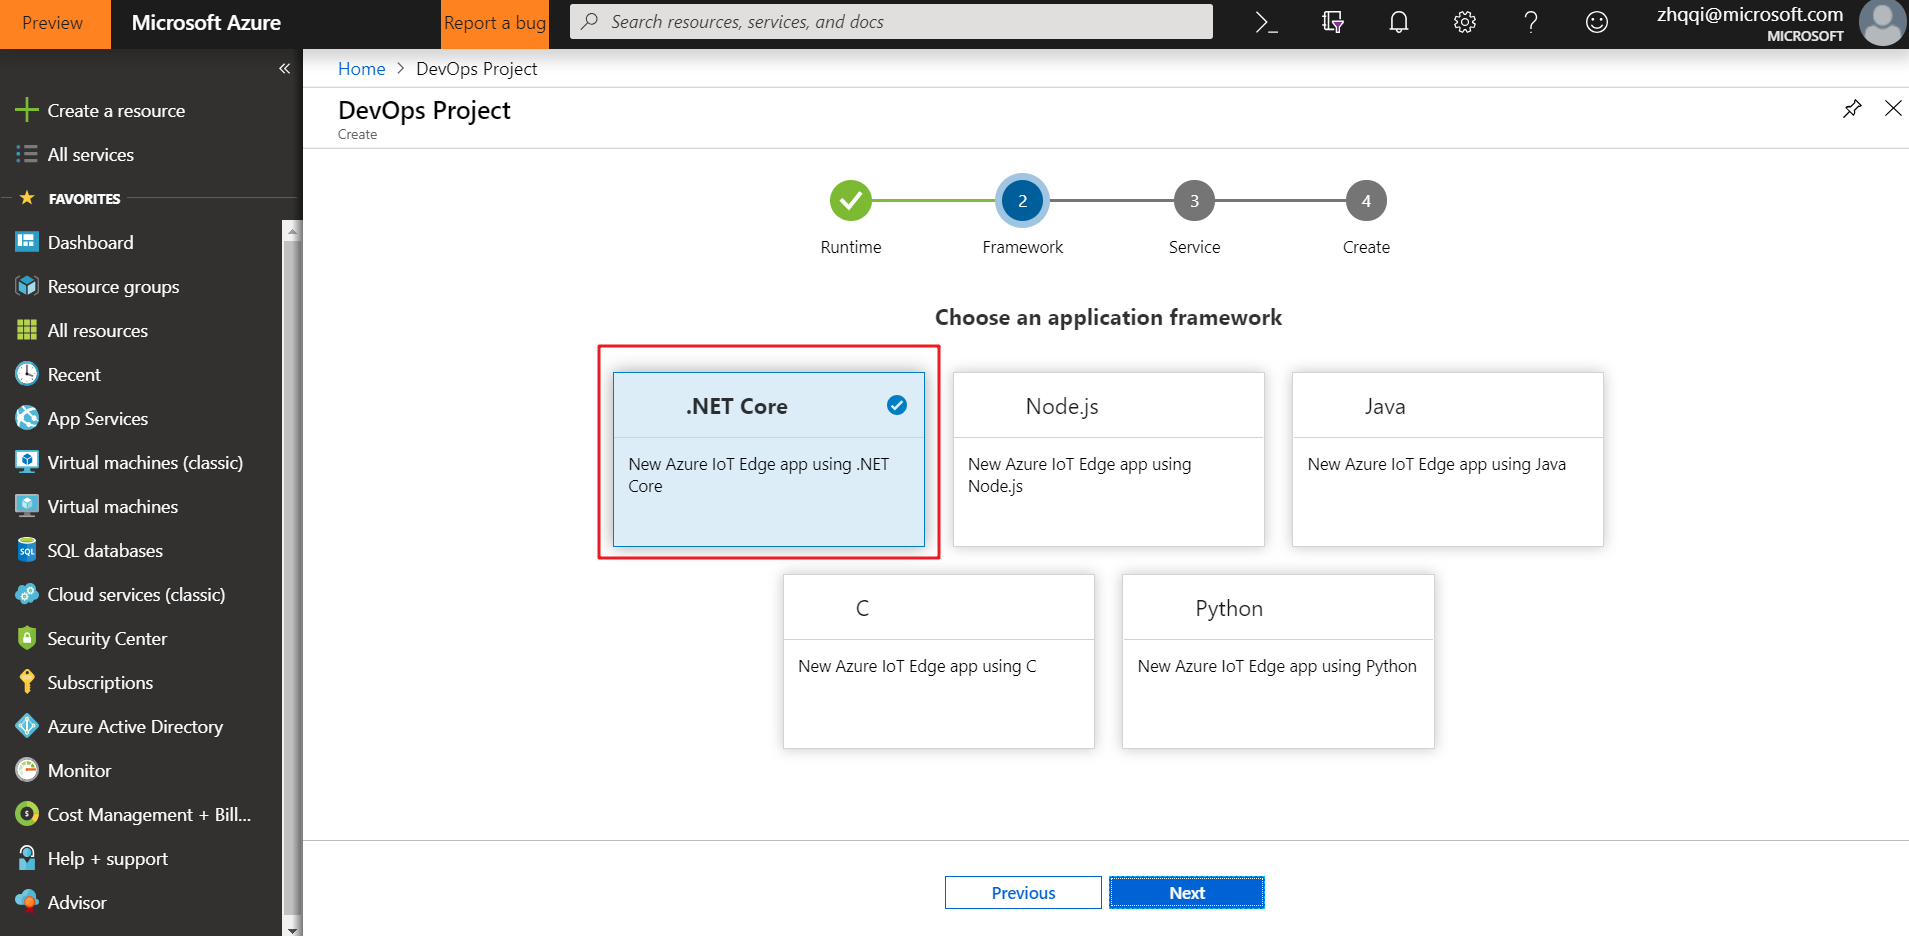 Preview
Microsoft Azure
Report a bug
Search resources, services, and docs
zhqqi@microsoft.com
MICROSOFT
Home > DevOps Project
DevOps Project
Create
Create a resource
All services
FAVORITES
Dashboard
Resource groups
All resources
Recent
App Services
Virtual machines (classic)
Virtual machines
SQL databases
Cloud services (classic)
Security Center
Subscriptions
Azure Active Directory
Monitor
Cost Management + Bill...
Help + support
Advisor
2
3
4
Runtime
Framework
Service
Create
Choose an application framework
.NET Core
New Azure IoT Edge app using .NET
Core
Node.js
New Azure IoT Edge app using
Node.js
Java
New Azure IoT Edge app using Java
C
New Azure IoT Edge app using C
Python
New Azure IoT Edge app using Python
Previous
Next